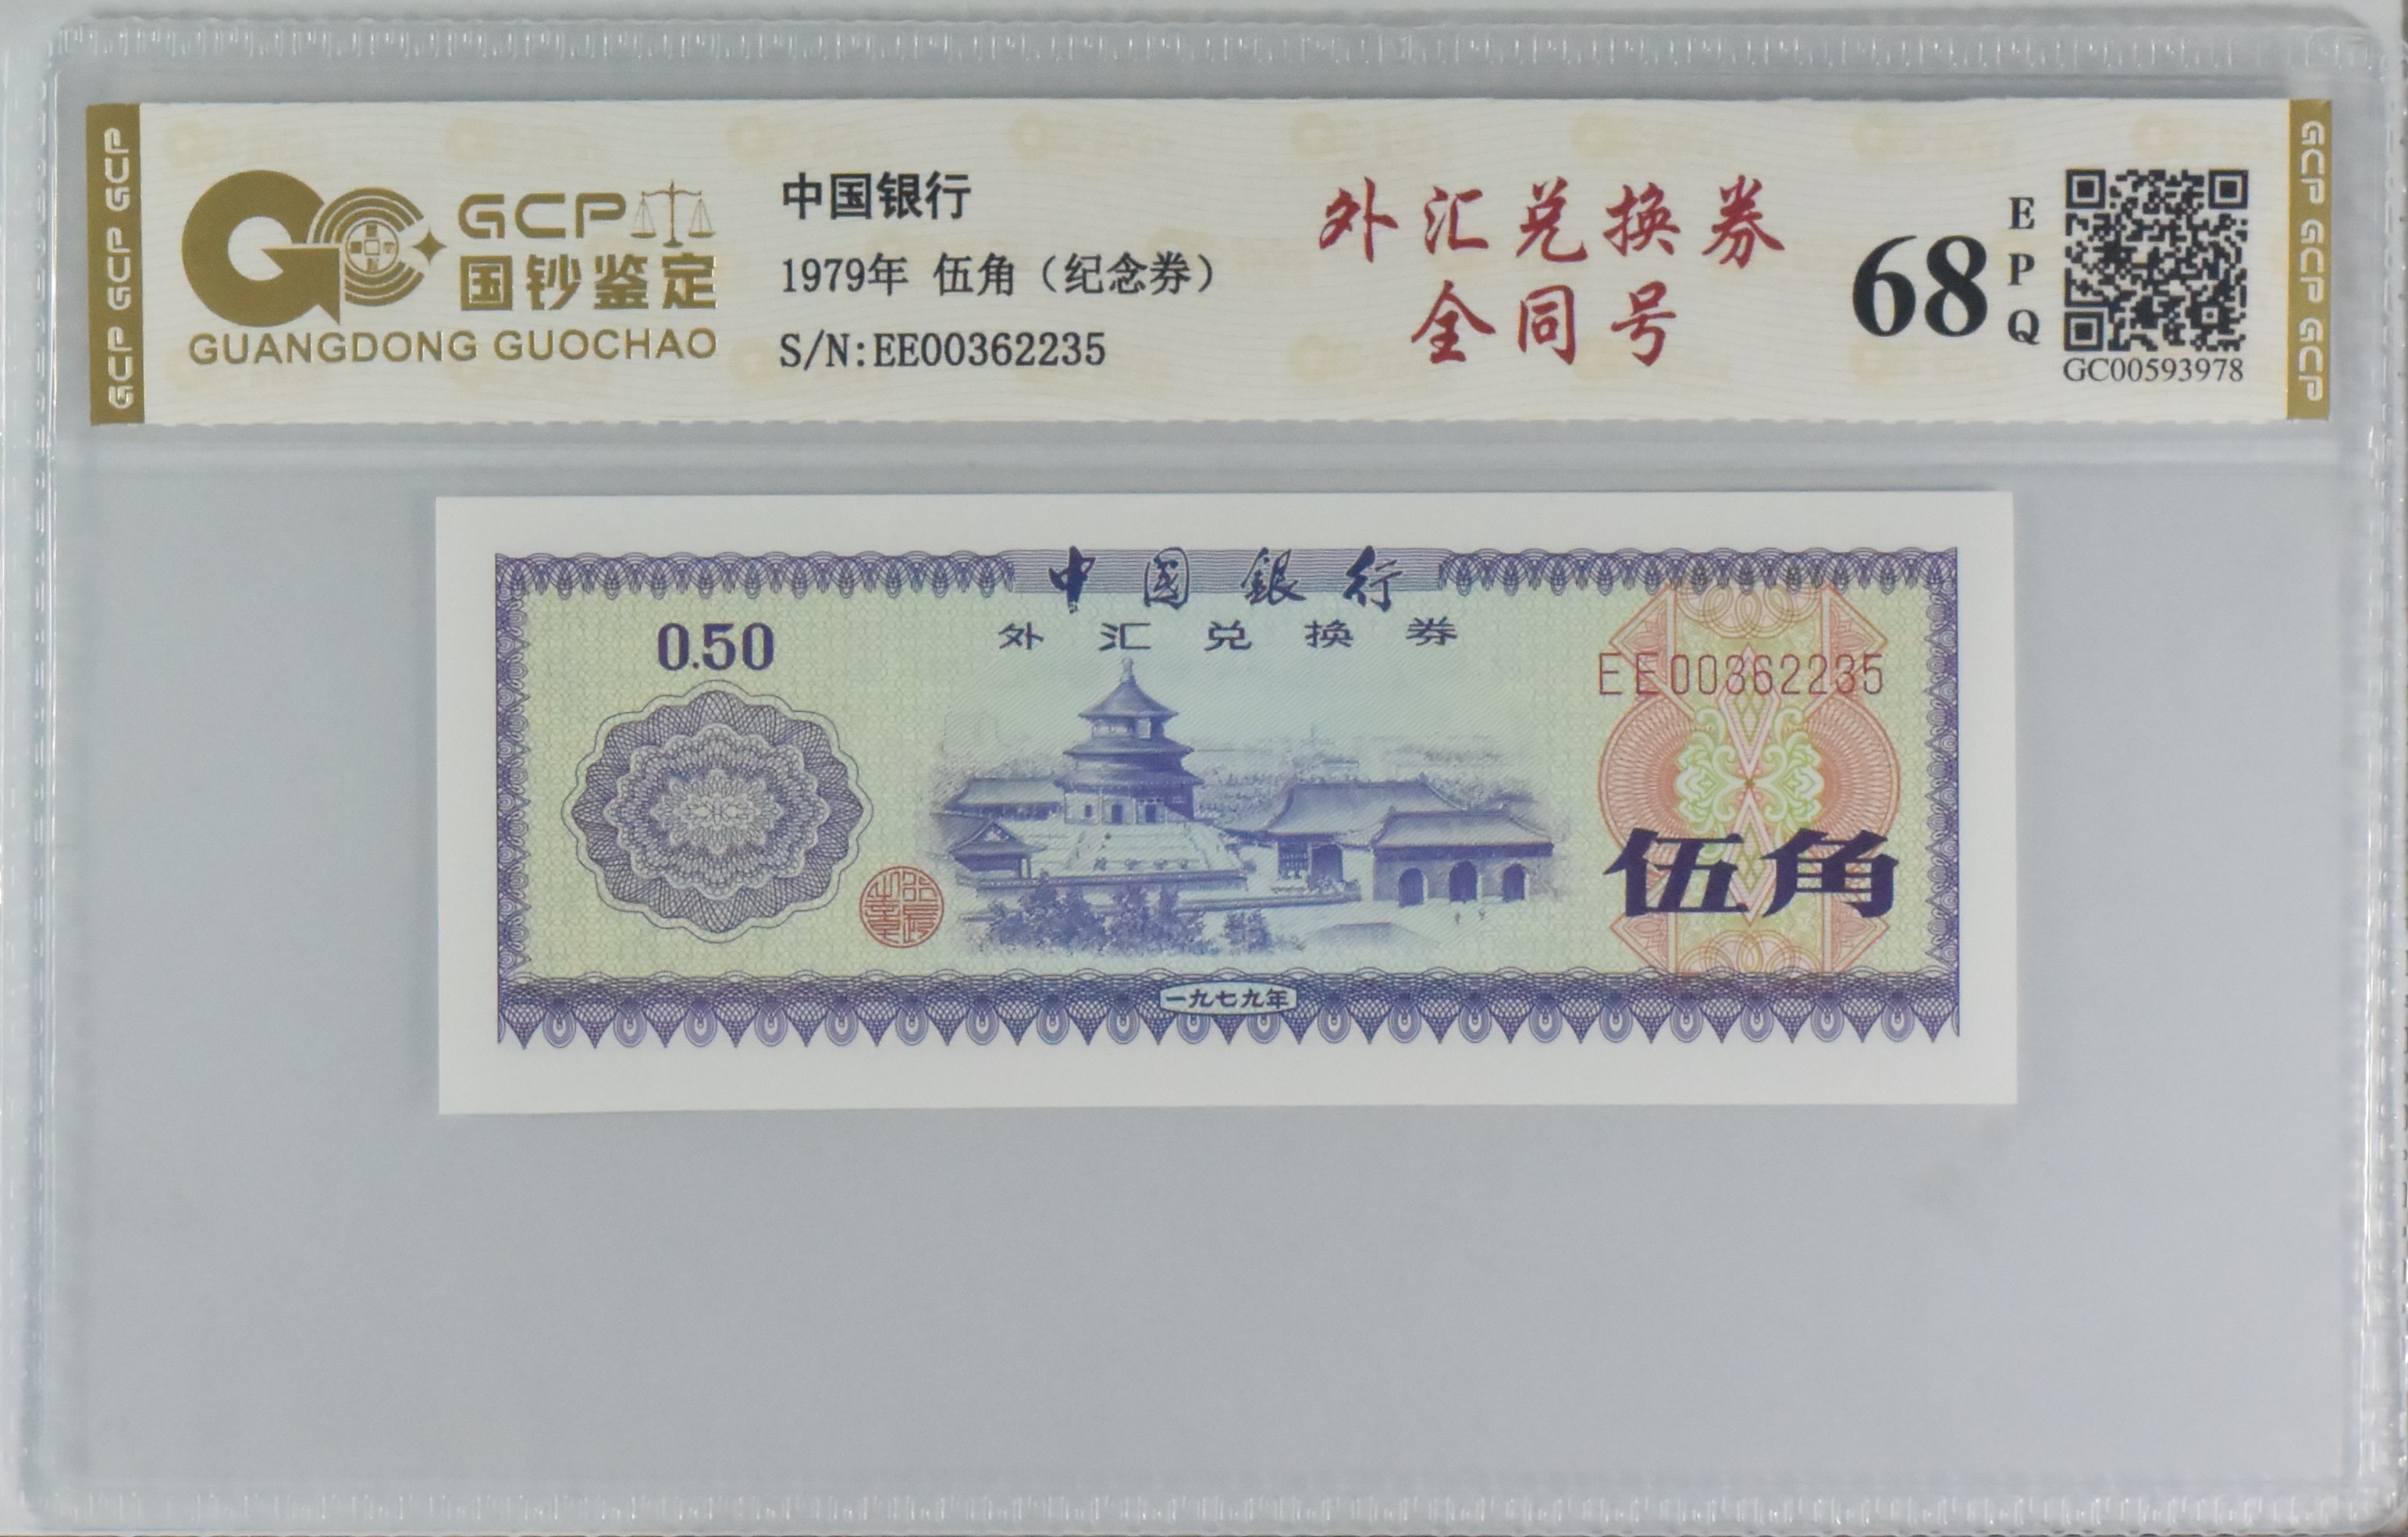 GCP GCP GCP
GCP
国钞鉴定
GUANGDONG GUOCHAO
中国银行
1979年 伍角（纪念券）
S/N:EE00362235
外汇兑换券
全同号
68
E
P
Q
GC00593978
GCP GCP GCP
中國銀行
外汇兑换券
0.50
EE00362235
伍角
一九七九年